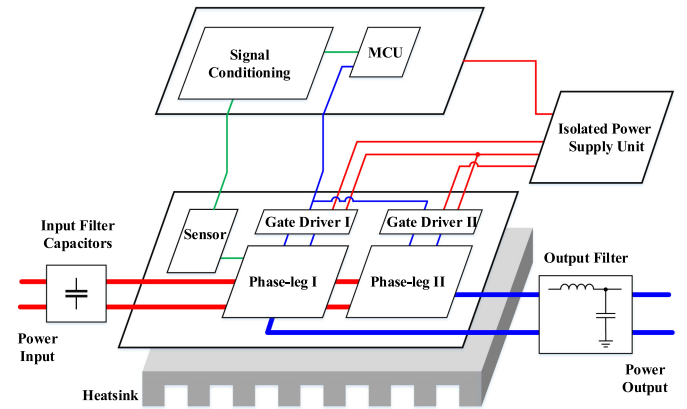 Signal
Conditioning
MCU
Isolated Power
Supply Unit
Input Filter
Capacitors
Sensor
Gate Driver I
Gate Driver II
Phase-leg I
Phase-leg II
Output Filter
Power
Input
Power
Output
Heatsink